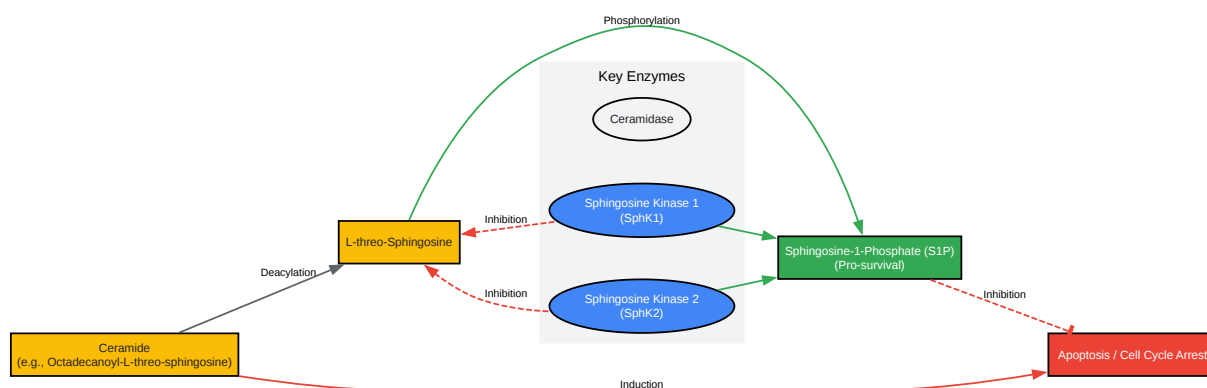 Phosphorylation
Key Enzymes
Ceramidase
Sphingosine Kinase 1
(SphK1)
Inhibition
L-threo-Sphingosine
Sphingosine-1-Phosphate (S1P)
(Pro-survival)
Deacylation
Inhibition
Sphingosine Kinase 2
(SphK2)
Inhibition
Ceramide
(e.g., Octadecanoyl-L-threo-sphingosine)
Apoptosis / Cell Cycle Arrest
Induction